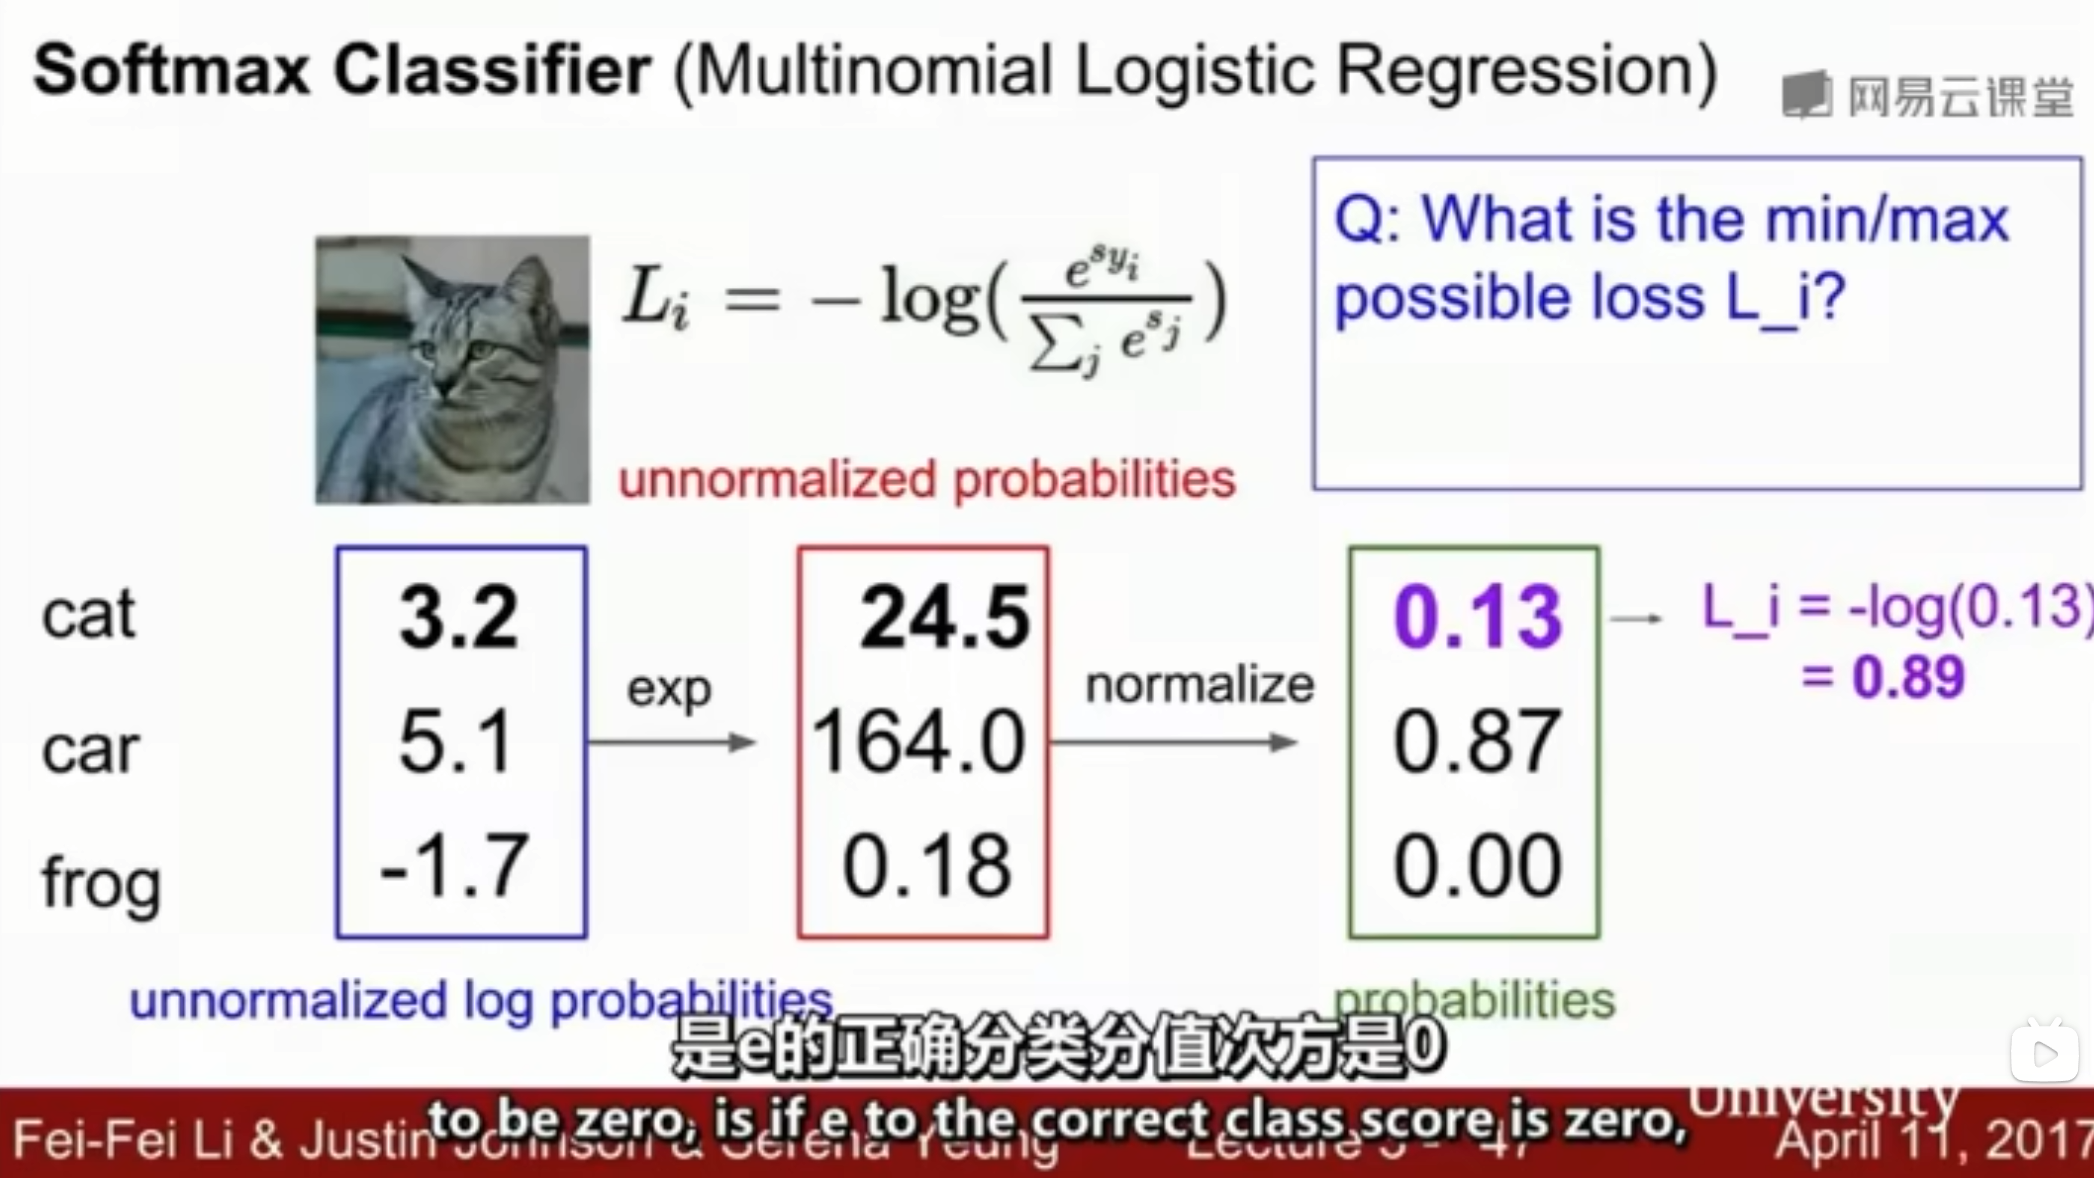 Softmax Classifier (Multinomial Logistic Regression)
网易云课堂
Q: What is the min/max
possible loss L_i?
L_i = − log(e^{s_{y_i}} / ∑_j e^{s_j})
unnormalized probabilities
cat 3.2 24.5 0.13 L_i = -log(0.13)
= 0.89
exp normalize
car 5.1 164.0 0.87
frog -1.7 0.18 0.00
unnormalized log probabilities probabilities
是e的正确分类分值次方是0
to be zero, is if e to the correct class score is zero,
University
Fei-Fei Li & Justin Johnson & Serena Yeung Lecture 3 - 47 April 11, 2017